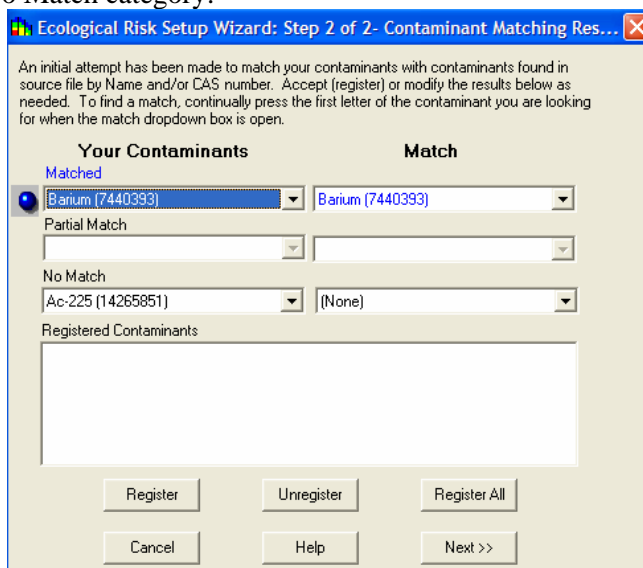 o Match category.
Ecological Risk Setup Wizard: Step 2 of 2- Contaminant Matching Res...
An initial attempt has been made to match your contaminants with contaminants found in
source file by Name and/or CAS number. Accept (register) or modify the results below as
needed. To find a match, continually press the first letter of the contaminant you are looking
for when the match dropdown box is open.
Your Contaminants Match
Matched
Barium (7440393) Barium (7440393)
Partial Match
No Match
Ac-225 (14265851) (None)
Registered Contaminants
Register Unregister Register All
Cancel Help Next >>